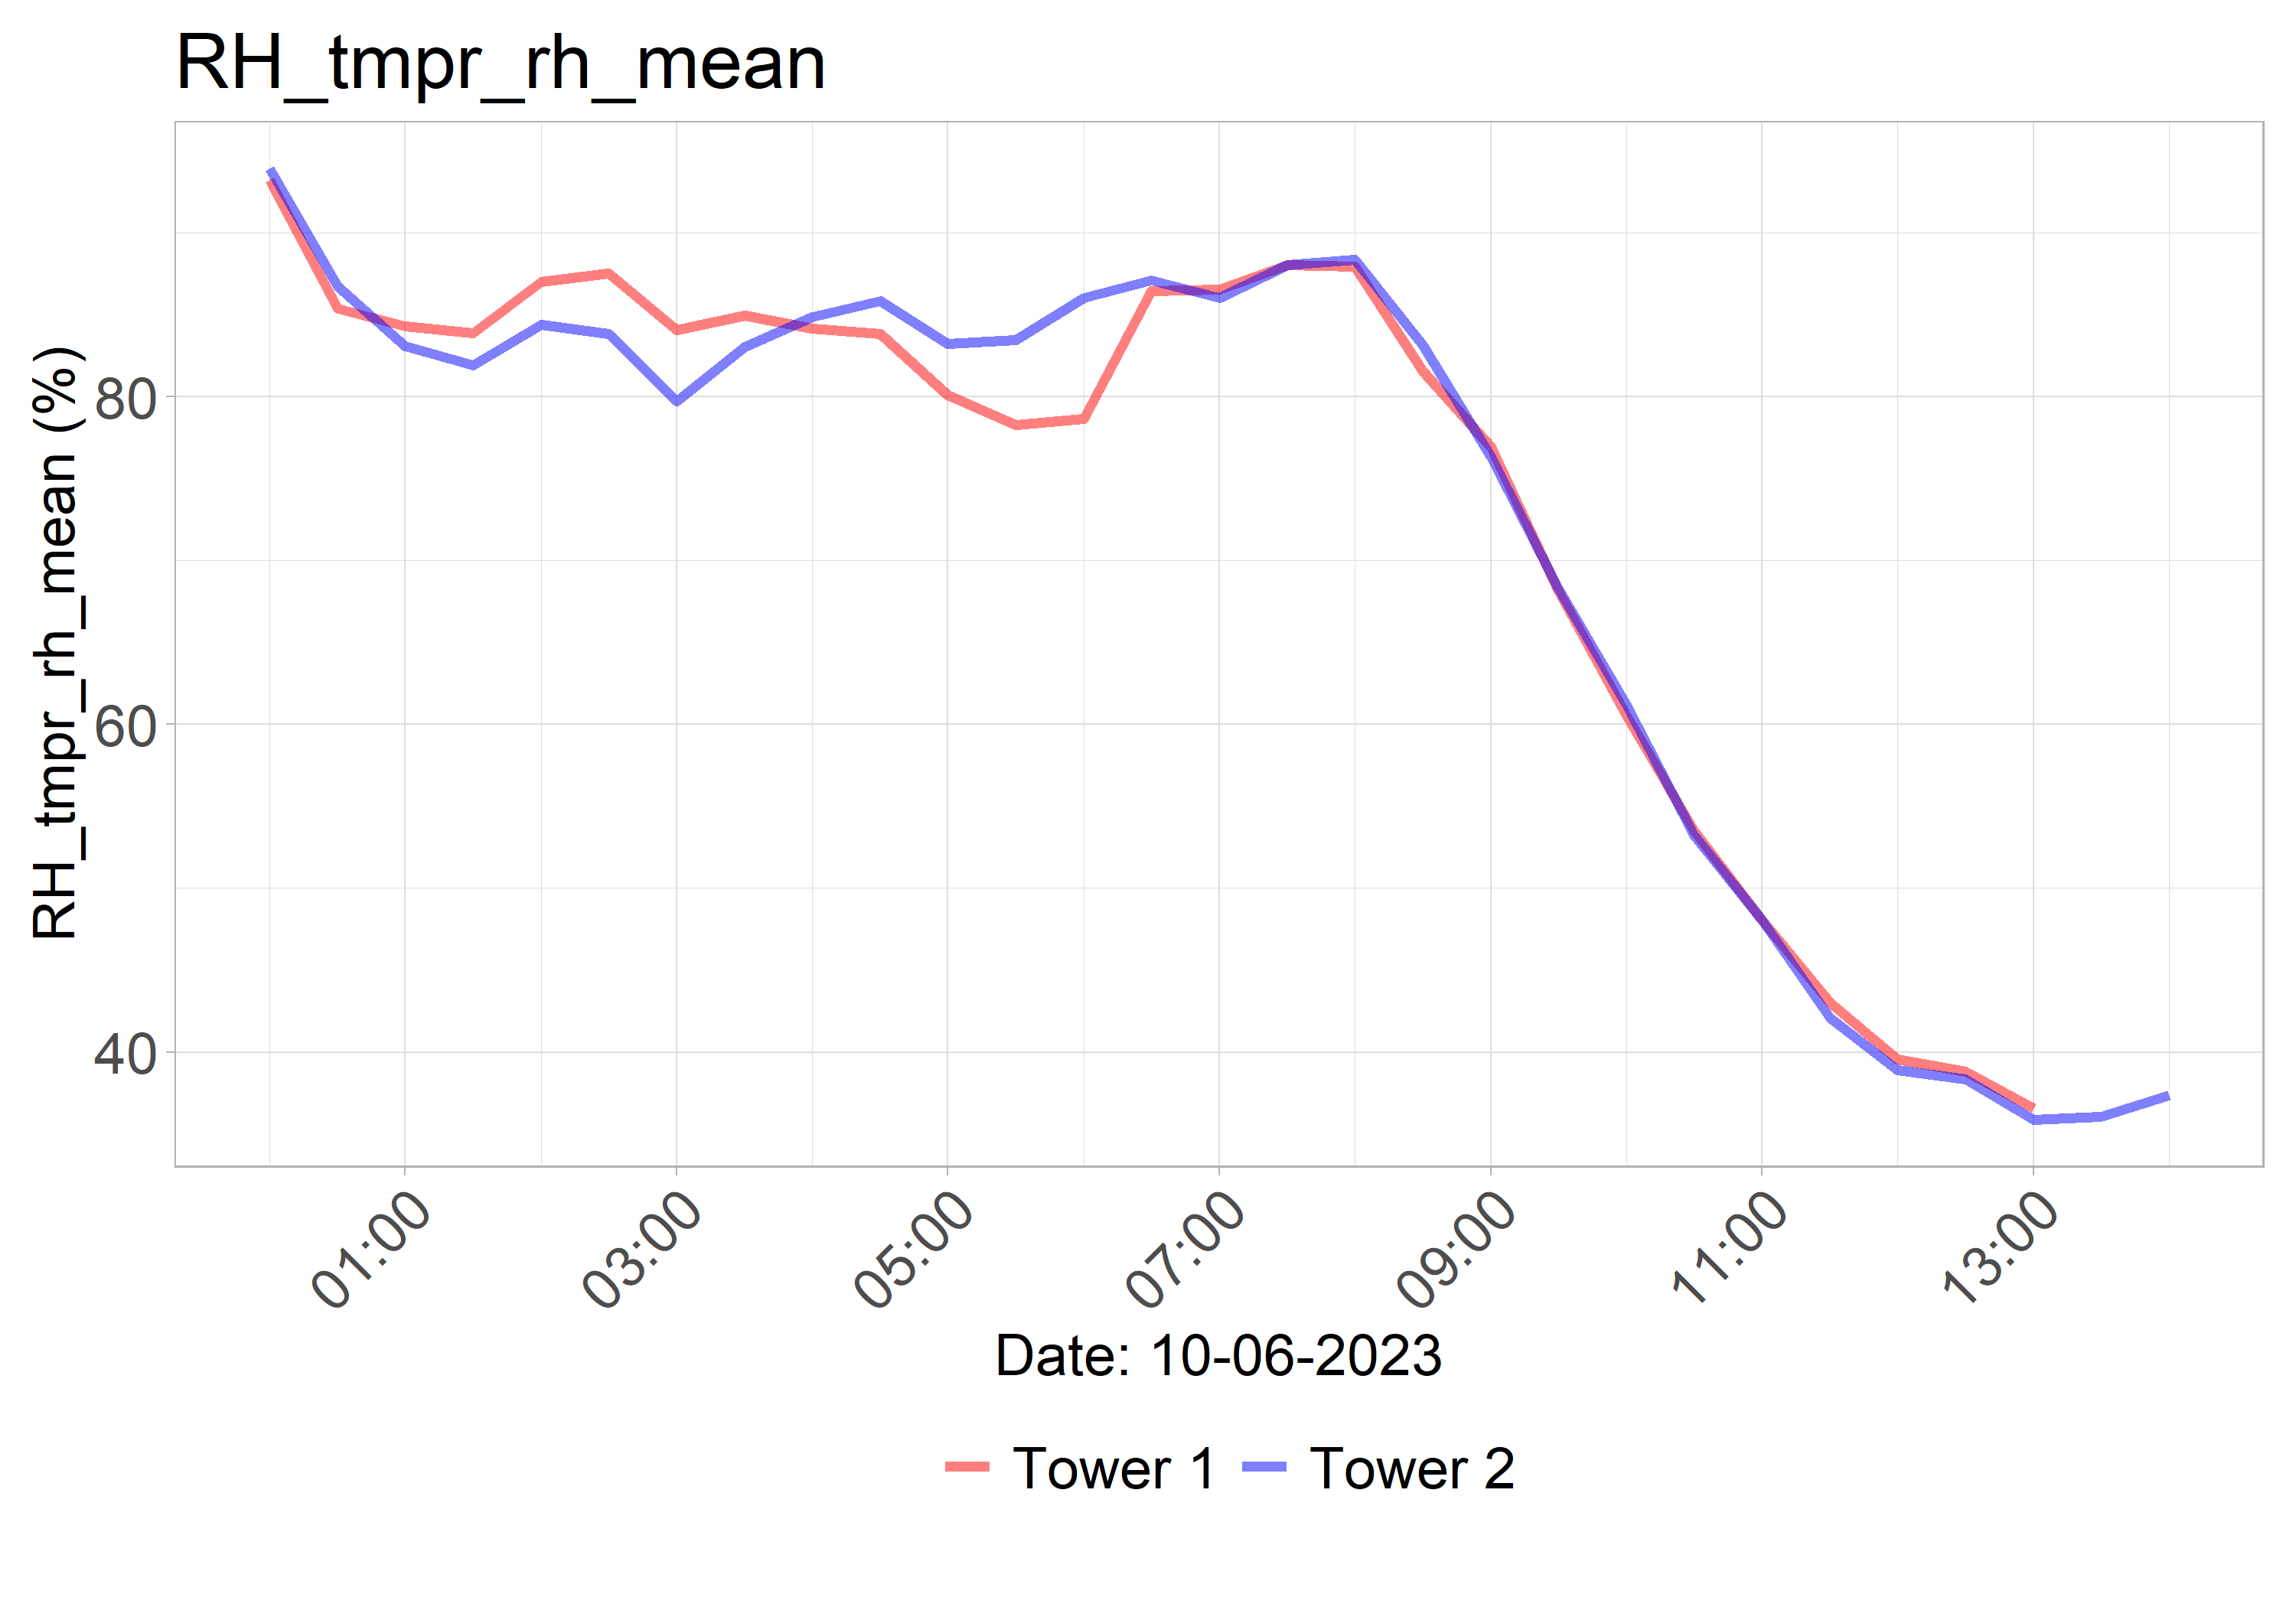 RH_tmpr_rh_mean
RH_tmpr_rh_mean (%)
80
60
40
01:00
03:00
05:00
07:00
09:00
11:00
13:00
Date: 10-06-2023
Tower 1
Tower 2